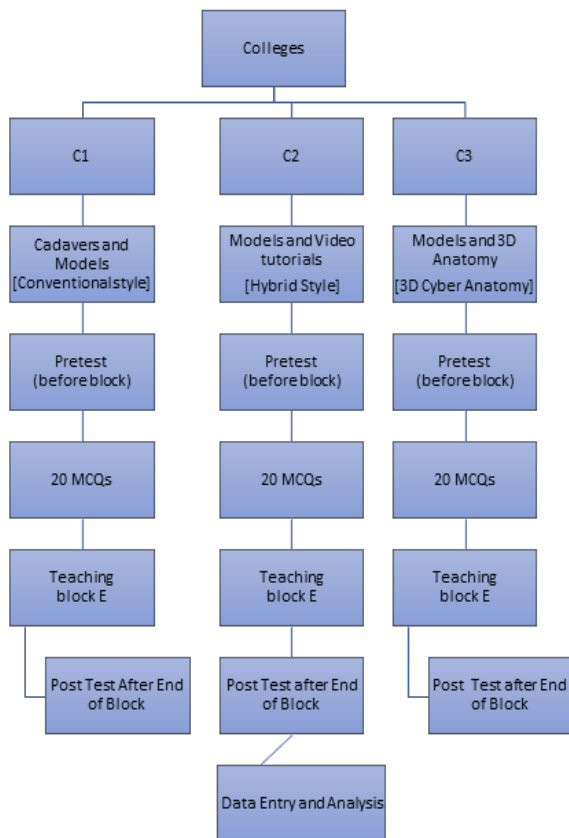 Colleges
C1
C2
C3
Cadavers and
Models
[Conventional style]
Models and Video
tutorials
[Hybrid Style]
Models and 3D
Anatomy
[3D Cyber Anatomy]
Pretest
(before block)
Pretest
(before block)
Pretest
(before block)
20 MCQs
20 MCQs
20 MCQs
Teaching
block E
Teaching
block E
Teaching
block E
Post Test After End
of Block
Post Test after End
of Block
Post Test after End
of Block
Data Entry and Analysis